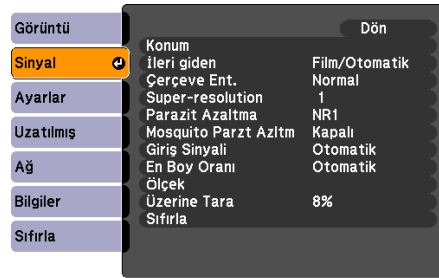 Görüntü
Sinyal
Ayarlar
Uzatılmış
Ağ
Bilgiler
Sıfırla
Dön
Konum
İleri giden Film/Otomatik
Çerçeve Ent. Normal
Super-resolution 1
Parazit Azaltma NR1
Mosquito Parzt Azltm Kapalı
Giriş Sinyali Otomatik
En Boy Oranı Otomatik
Ölçek
Üzerine Tara 8%
Sıfırla